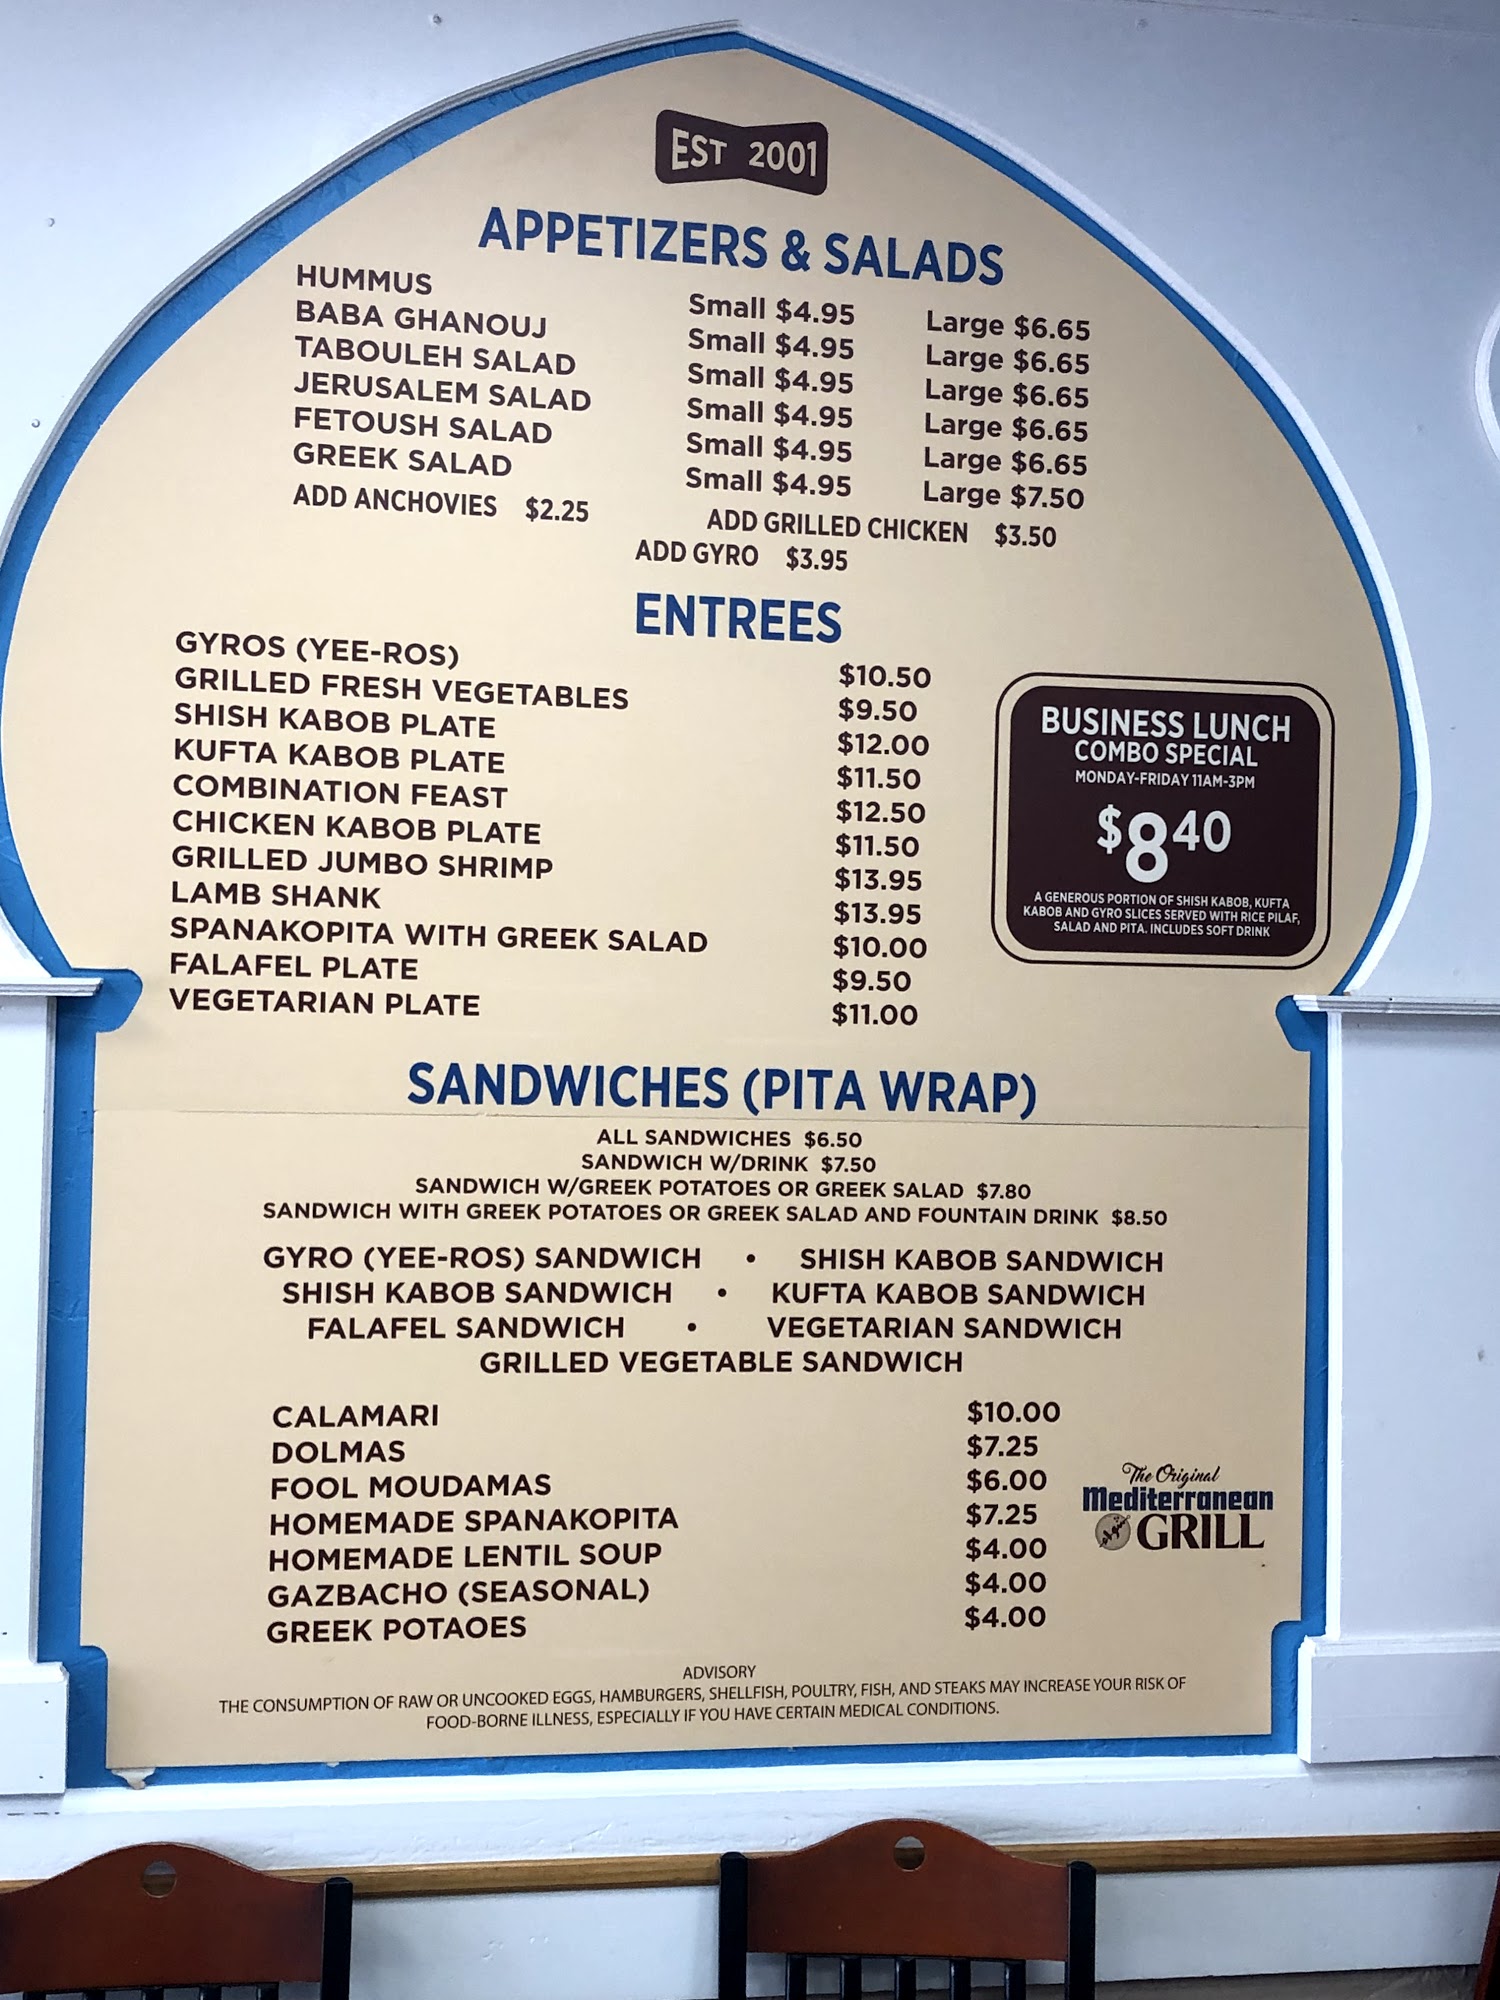 EST 2001
APPETIZERS & SALADS
HUMMUS Small $4.95 Large $6.65
BABA GHANOUJ Small $4.95 Large $6.65
TABOULEH SALAD Small $4.95 Large $6.65
JERUSALEM SALAD Small $4.95 Large $6.65
FETOUSH SALAD Small $4.95 Large $6.65
GREEK SALAD Small $4.95 Large $7.50
ADD ANCHOVIES $2.25 ADD GRILLED CHICKEN $3.50
ADD GYRO $3.95
ENTREES
GYROS (YEE-ROS) $10.50
GRILLED FRESH VEGETABLES $9.50
SHISH KABOB PLATE $12.00
KUFTA KABOB PLATE $11.50
COMBINATION FEAST $12.50
CHICKEN KABOB PLATE $11.50
GRILLED JUMBO SHRIMP $13.95
LAMB SHANK $13.95
SPANAKOPITA WITH GREEK SALAD $10.00
FALAFEL PLATE $9.50
VEGETARIAN PLATE $11.00
BUSINESS LUNCH
COMBO SPECIAL
MONDAY-FRIDAY 11AM-3PM
$840
A GENEROUS PORTION OF SHISH KABOB, KUFTA
KABOB AND GYRO SLICES SERVED WITH RICE PILAF,
SALAD AND PITA. INCLUDES SOFT DRINK
SANDWICHES (PITA WRAP)
ALL SANDWICHES $6.50
SANDWICH W/DRINK $7.50
SANDWICH W/GREEK POTATOES OR GREEK SALAD $7.80
SANDWICH WITH GREEK POTATOES OR GREEK SALAD AND FOUNTAIN DRINK $8.50
GYRO (YEE-ROS) SANDWICH • SHISH KABOB SANDWICH
SHISH KABOB SANDWICH • KUFTA KABOB SANDWICH
FALAFEL SANDWICH • VEGETARIAN SANDWICH
GRILLED VEGETABLE SANDWICH
CALAMARI $10.00
DOLMAS $7.25
FOOL MOUDAMAS $6.00
HOMEMADE SPANAKOPITA $7.25
HOMEMADE LENTIL SOUP $4.00
GAZBACHO (SEASONAL) $4.00
GREEK POTAOES $4.00
The Original
Mediterranean
GRILL
ADVISORY
THE CONSUMPTION OF RAW OR UNCOOKED EGGS, HAMBURGERS, SHELLFISH, POULTRY, FISH, AND STEAKS MAY INCREASE YOUR RISK OF
FOOD-BORNE ILLNESS, ESPECIALLY IF YOU HAVE CERTAIN MEDICAL CONDITIONS.